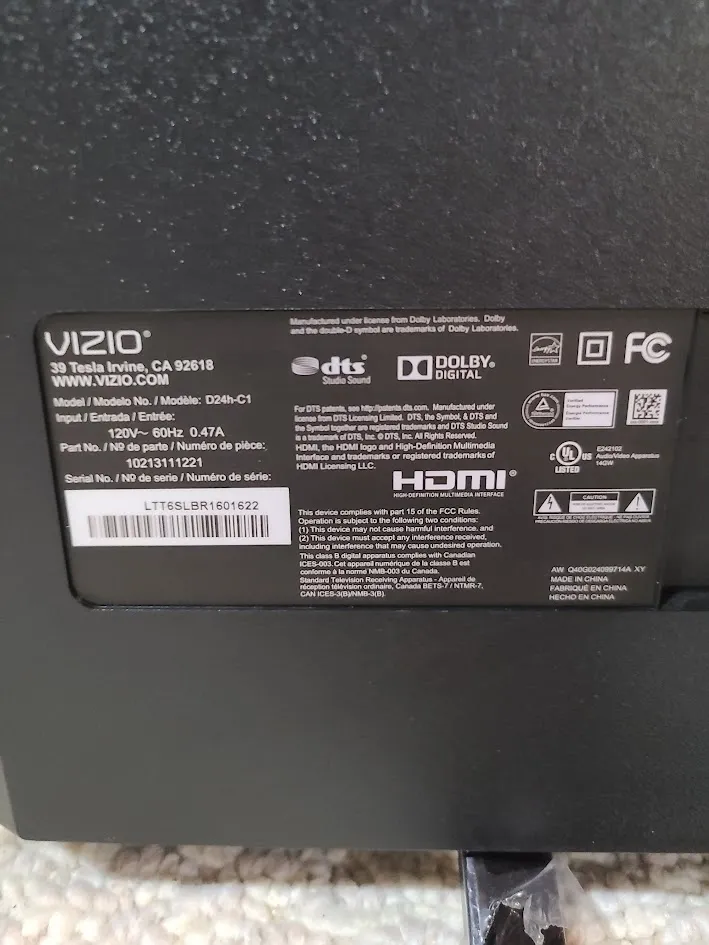 VIZIO®
39 Tesla Irvine, CA 92618
WWW.VIZIO.COM
Model / Modelo No. / Modèle: D24h-C1
Input / Entrada / Entrée:
120V~ 60Hz 0.47A
Part No. / Nº de parte / Numéro de pièce:
10213111221
Serial No. / Nº de serie / Numéro de série:
LTT6SLBR1601622
Manufactured under license from Dolby Laboratories. Dolby
and the double-D symbol are trademarks of Dolby Laboratories.
dts®
Studio Sound
DOLBY®
DIGITAL
For DTS patents, see http://patents.dts.com. Manufactured under
license from DTS Licensing Limited. DTS, the Symbol, & DTS and
the Symbol together are registered trademarks and DTS Studio Sound
is a trademark of DTS, Inc. © DTS, Inc. All Rights Reserved.
HDMI, the HDMI logo and High-Definition Multimedia
Interface are trademarks or registered trademarks of
HDMI Licensing LLC.
HDMI®
HIGH-DEFINITION MULTIMEDIA INTERFACE
This device complies with part 15 of the FCC Rules.
Operation is subject to the following two conditions:
(1) This device may not cause harmful interference, and
(2) This device must accept any interference received,
including interference that may cause undesired operation.
This class B digital apparatus complies with Canadian
ICES-003. Cet appareil numérique de la classe B est
conforme à la norme NMB-003 du Canada.
Standard Television Receiving Apparatus - Appareil de
réception télévision ordinaire, Canada BETS-7 / NTMR-7,
CAN ICES-3(B)/NMB-3(B).
ENERGY STAR
FC
Verified
Energy Performance
C UL US
LISTED
E242102
Audio/Video Apparatus
14GW
CAUTION
AW Q40G024099714A XY
MADE IN CHINA
FABRIQUÉ EN CHINE
HECHO EN CHINA